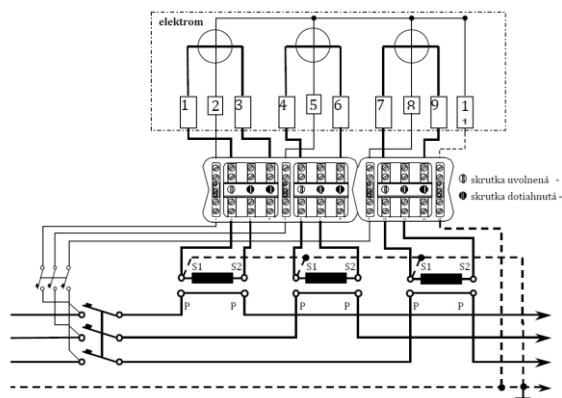 elektrom
1 2 3 4 5 6 7 8 9 1
1
skrutka uvolnená -
skrutka dotiahnutá -
S1 S2 S1 S2 S1 S2
P P P P P P